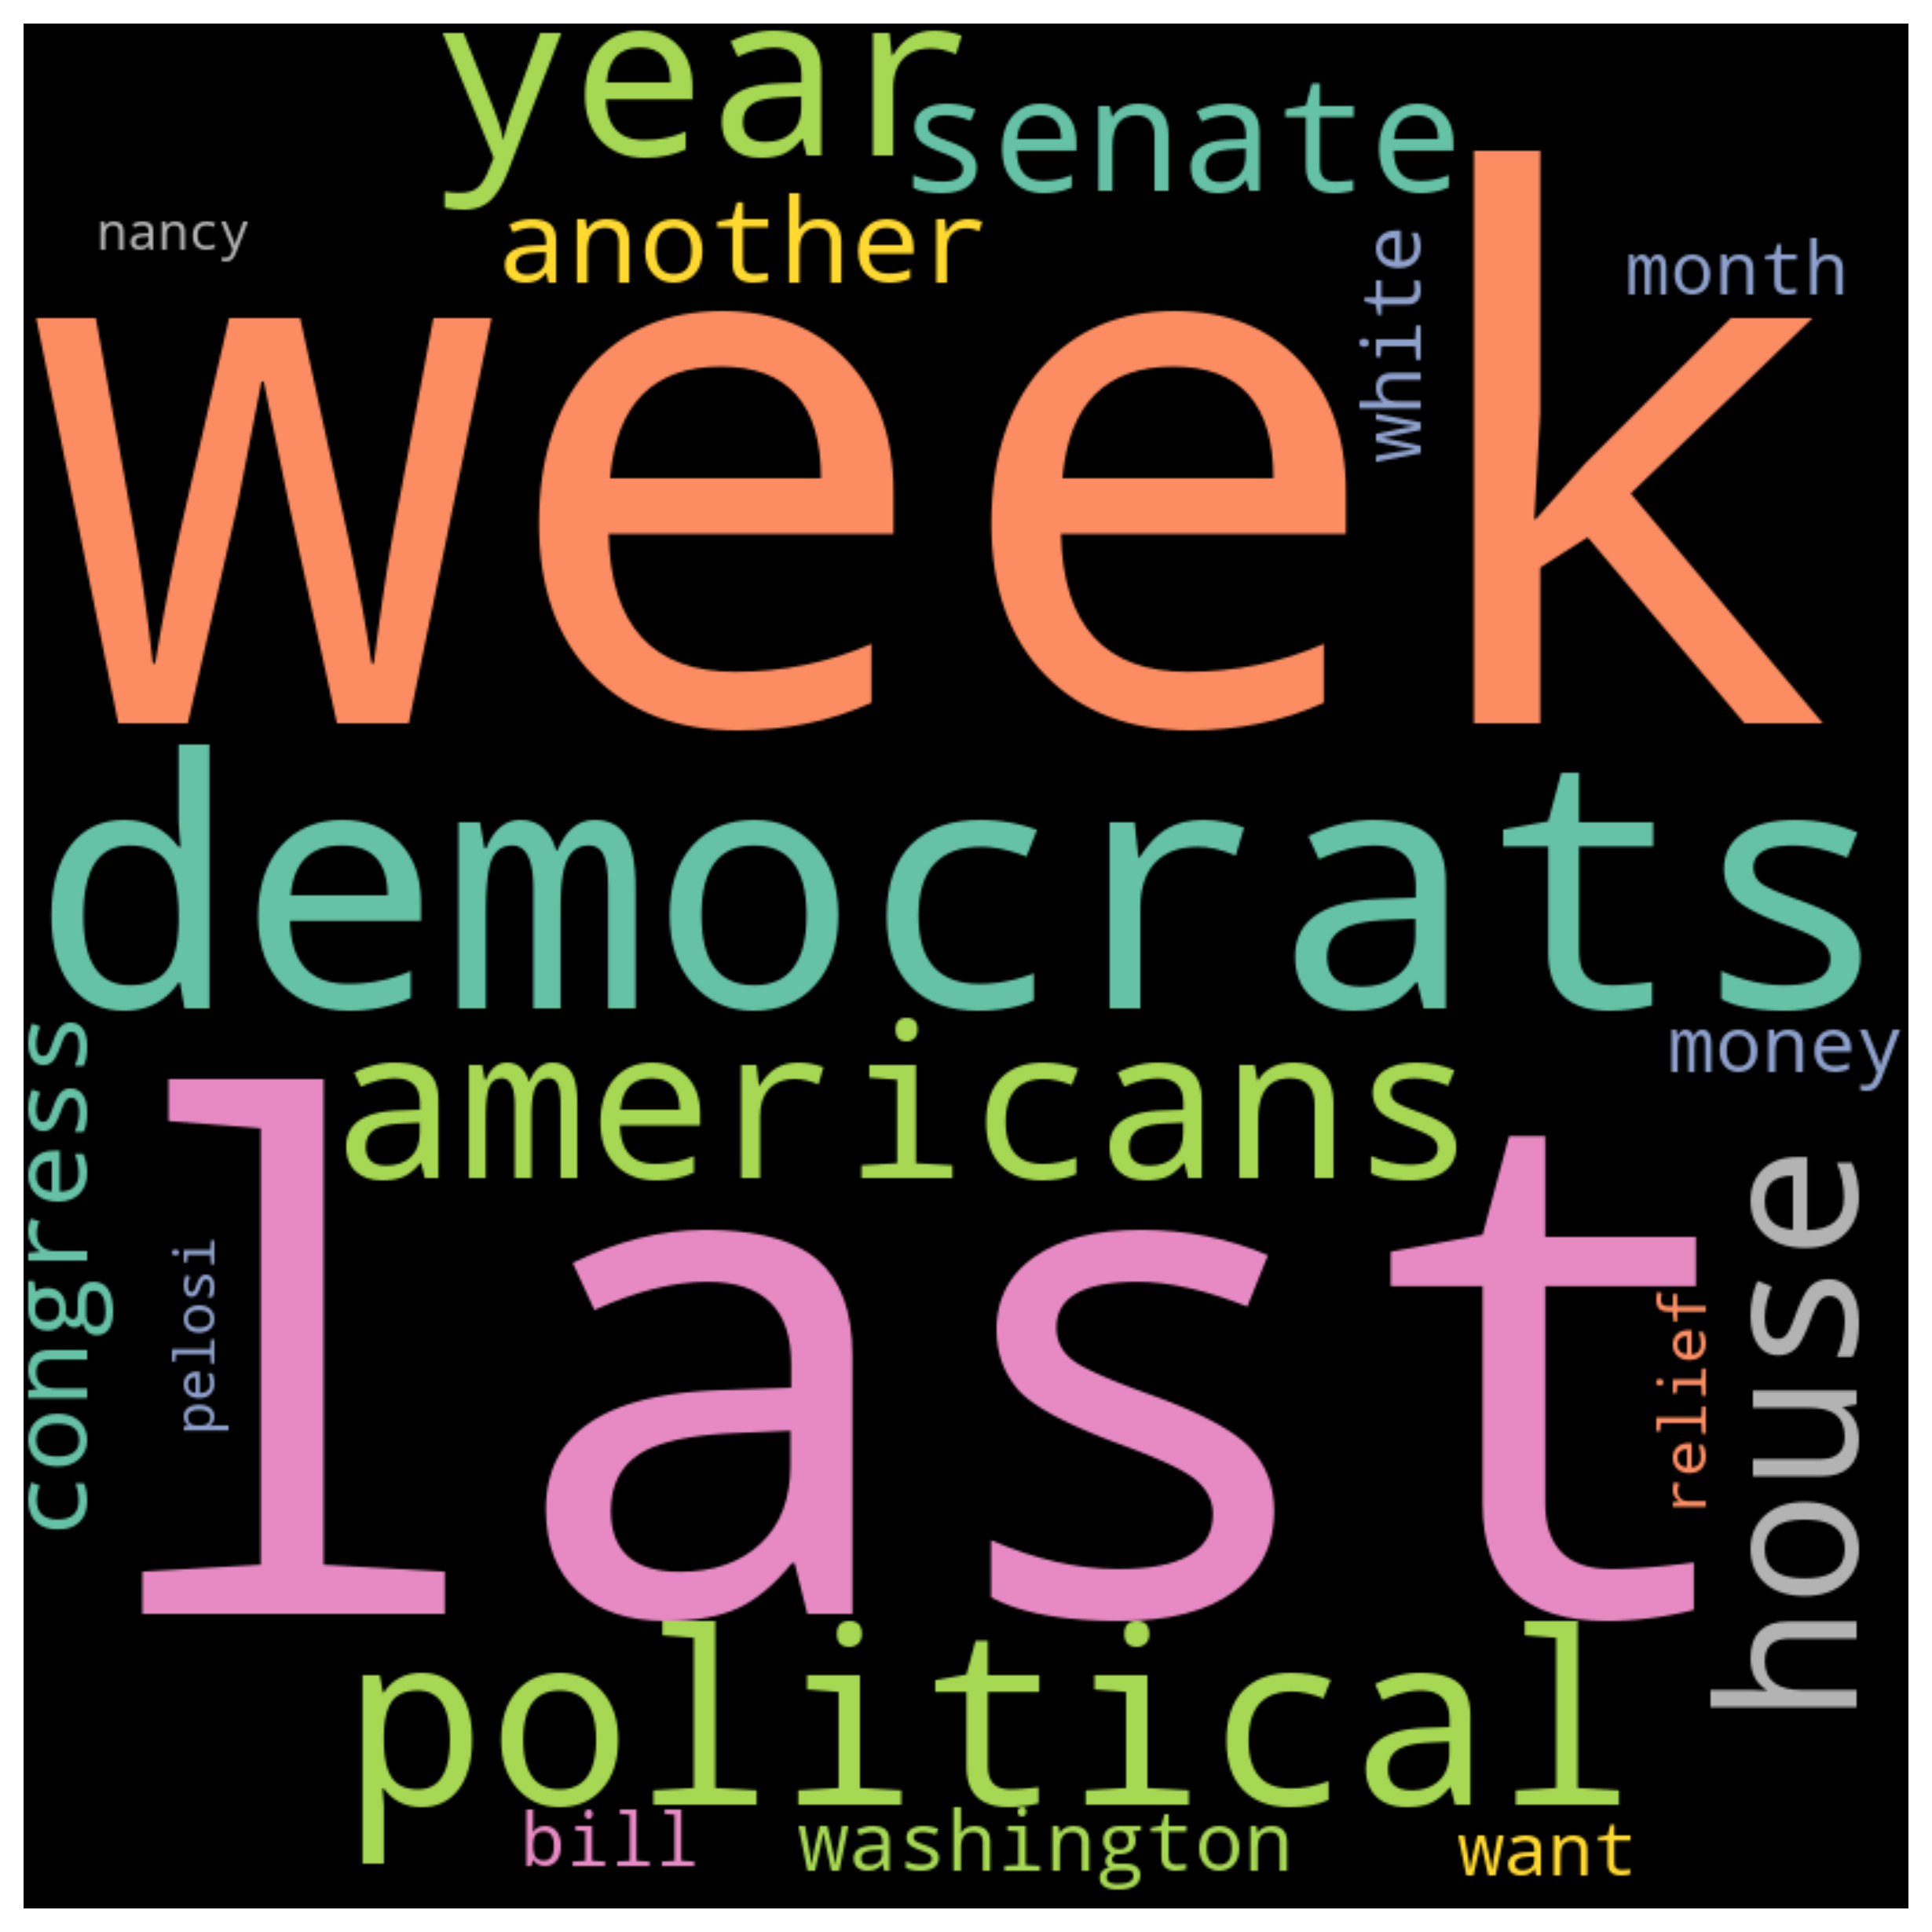 year
senate
nancy
another
white
month
week
democrats
americans
money
congress
pelosi
last
relief
house
political
bill
washington
want